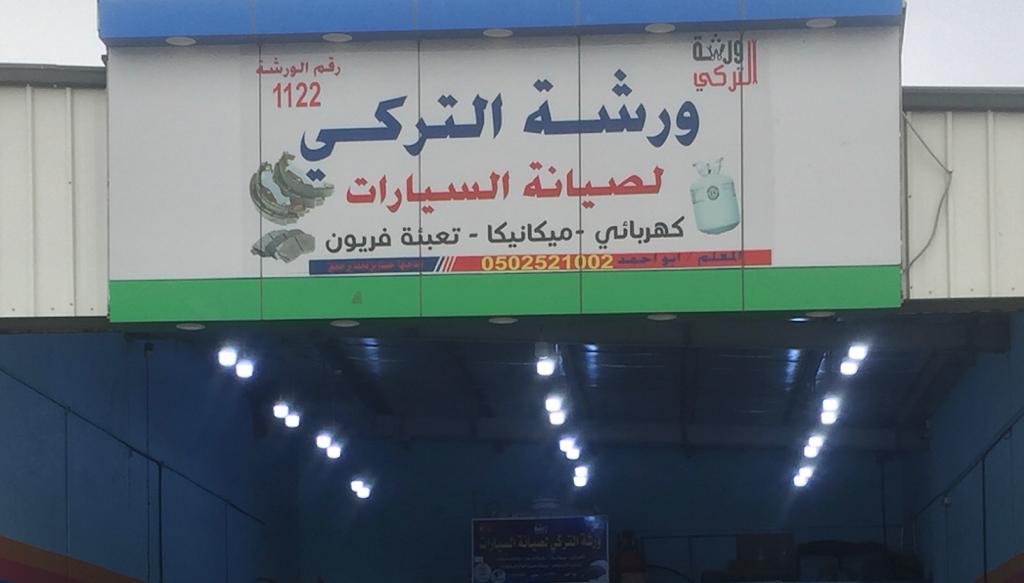 ورشة
التركي
رقم الورشة
1122
ورشة التركي
لصيانة السيارات
كهربائي - ميكانيكا - تعبئة فريون
المعلم / ابو احمد 0502521002
ورشة
ورشة التركي لصيانة السيارات